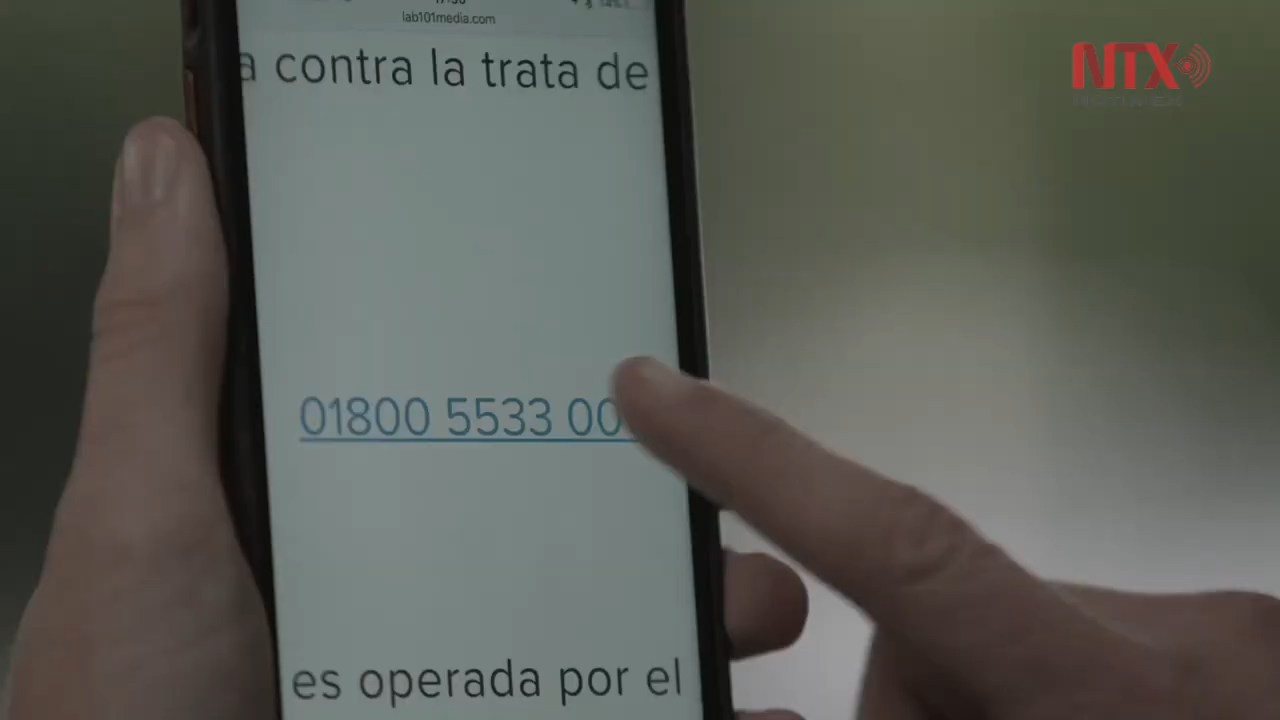 lab101media.com
NTX
a contra la trata de
01800 5533 00
es operada por el